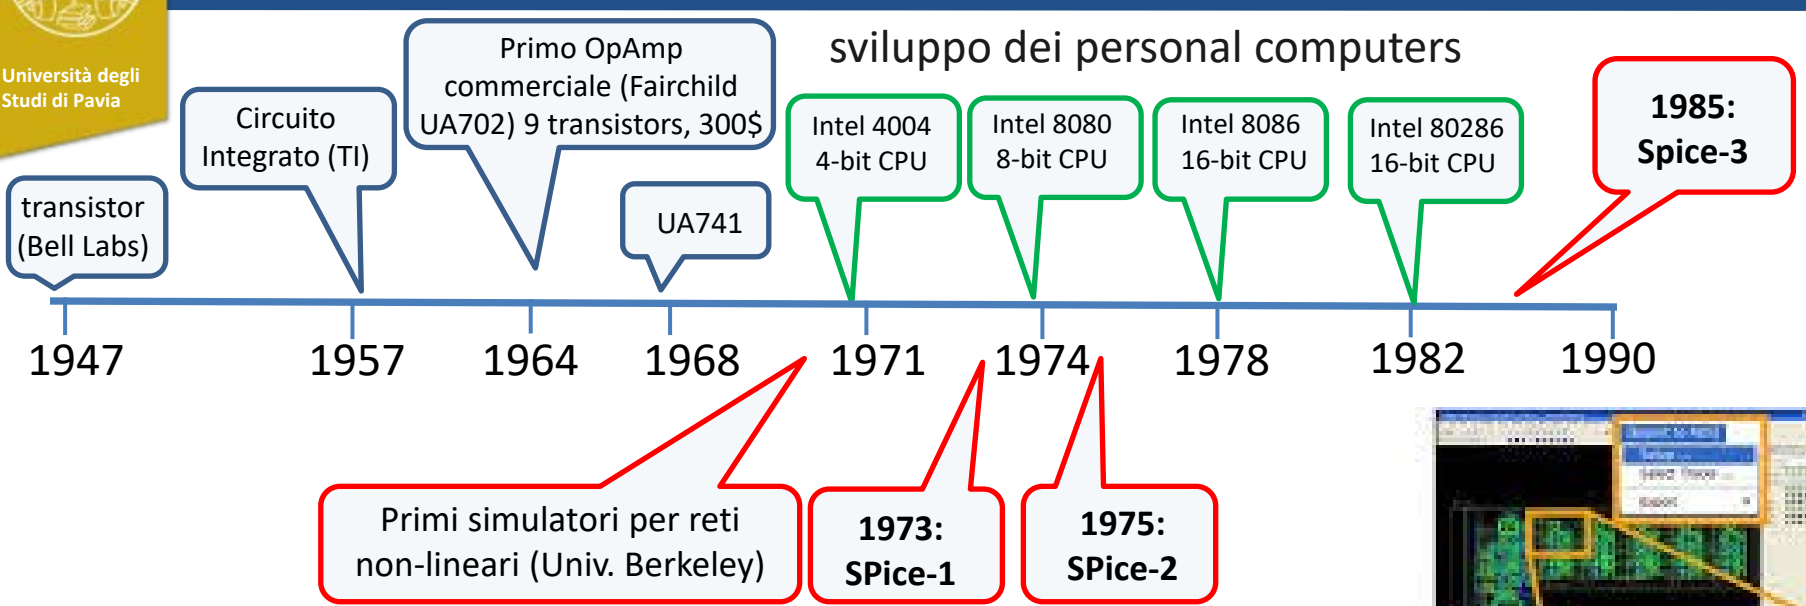 Università degli
Studi di Pavia
sviluppo dei personal computers
Primo OpAmp
commerciale (Fairchild
UA702) 9 transistors, 300$
Circuito
Integrato (TI)
transistor
(Bell Labs)
UA741
Intel 4004
4-bit CPU
Intel 8080
8-bit CPU
Intel 8086
16-bit CPU
Intel 80286
16-bit CPU
1985:
Spice-3
1947
1957
1964
1968
1971
1974
1978
1982
1990
Primi simulatori per reti
non-lineari (Univ. Berkeley)
1973:
SPice-1
1975:
SPice-2